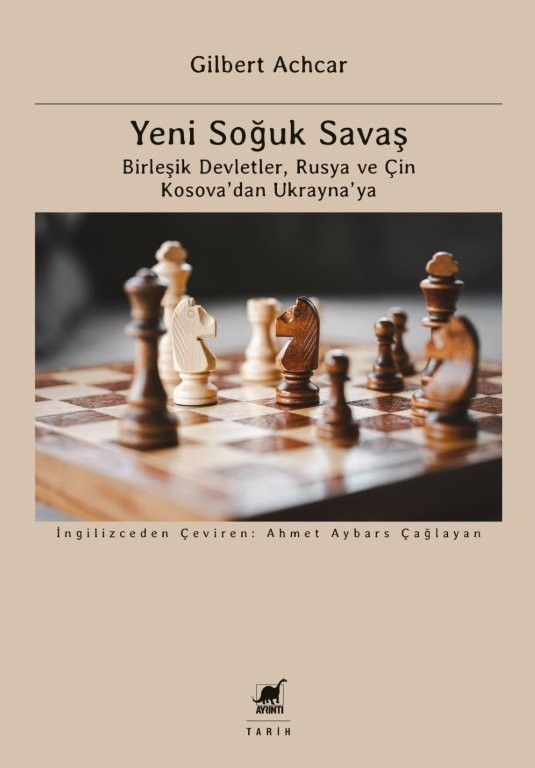 Gilbert Achcar
Yeni Soğuk Savaş
Birleşik Devletler, Rusya ve Çin
Kosova'dan Ukrayna'ya
İngilizceden Çeviren: Ahmet Aybars Çağlayan
AYRINTI
TARİH